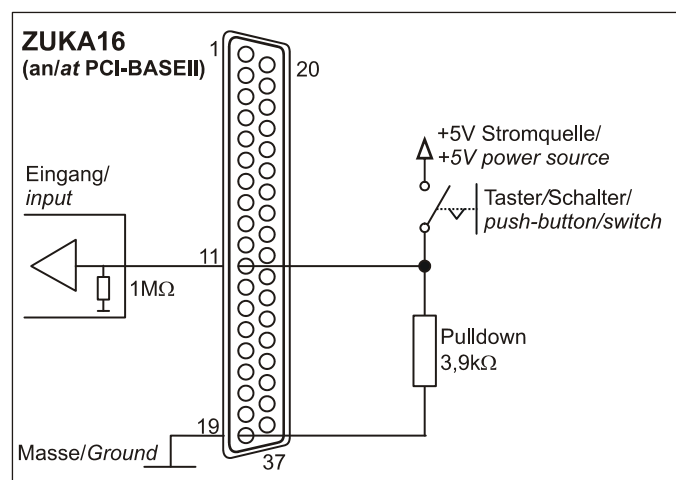 ZUKA16
(an/at PCI-BASEII)
1
20
+5V Stromquelle/
+5V power source
Eingang/
input
Taster/Schalter/
push-button/switch
11
1MΩ
Pulldown
3,9kΩ
19
Masse/Ground
37